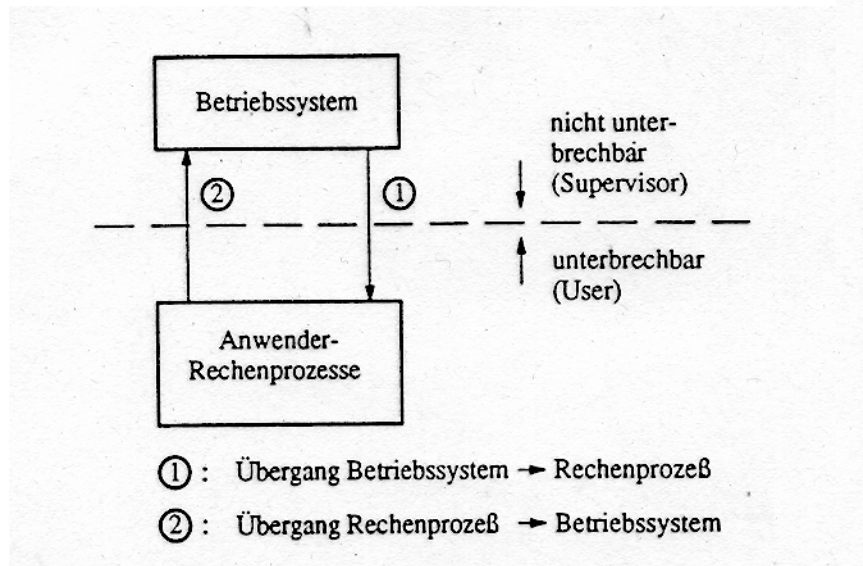 Betriebssystem
nicht unter-
brechbar
(Supervisor)
② ①
unterbrechbar
(User)
Anwender-
Rechenprozesse
① : Übergang Betriebssystem → Rechenprozeß
② : Übergang Rechenprozeß → Betriebssystem